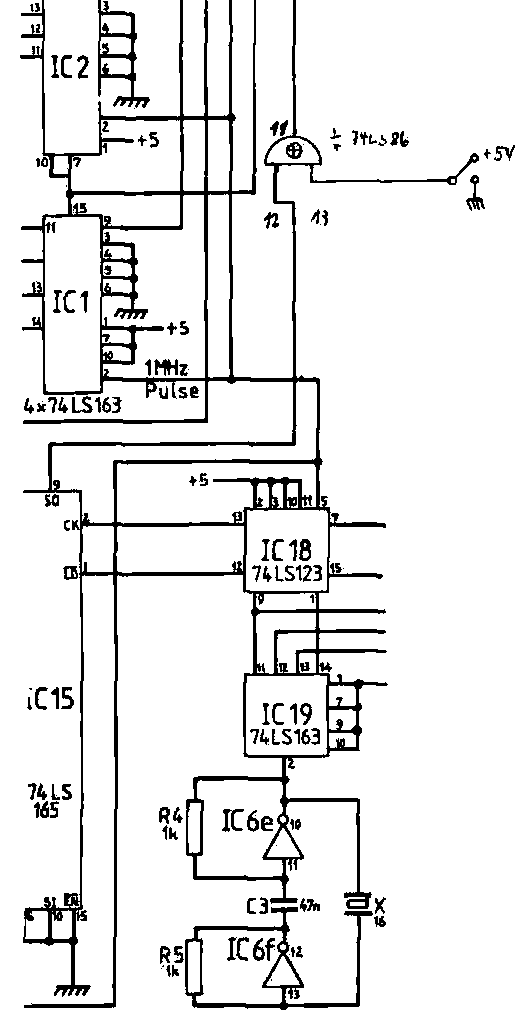 13
3
12
4
11
5
6
IC2
2
1
+5
10
7
15
11
1/4 74LS86
+5V
12
13
11
9
3
4
5
6
13
IC1
14
1
+5
7
10
2
1MHz
Pulse
4x74LS163
+5
9
SO
2
3
10
11
5
CK
2
13
7
IC18
74LS123
CD
1
12
15
9
1
11
12
13
14
iC15
IC19
74LS163
1
7
9
10
2
74LS
165
R4
1k
IC6e
10
11
C3
47n
X
16
SI
6
10
15
R5
1k
IC6f
12
13